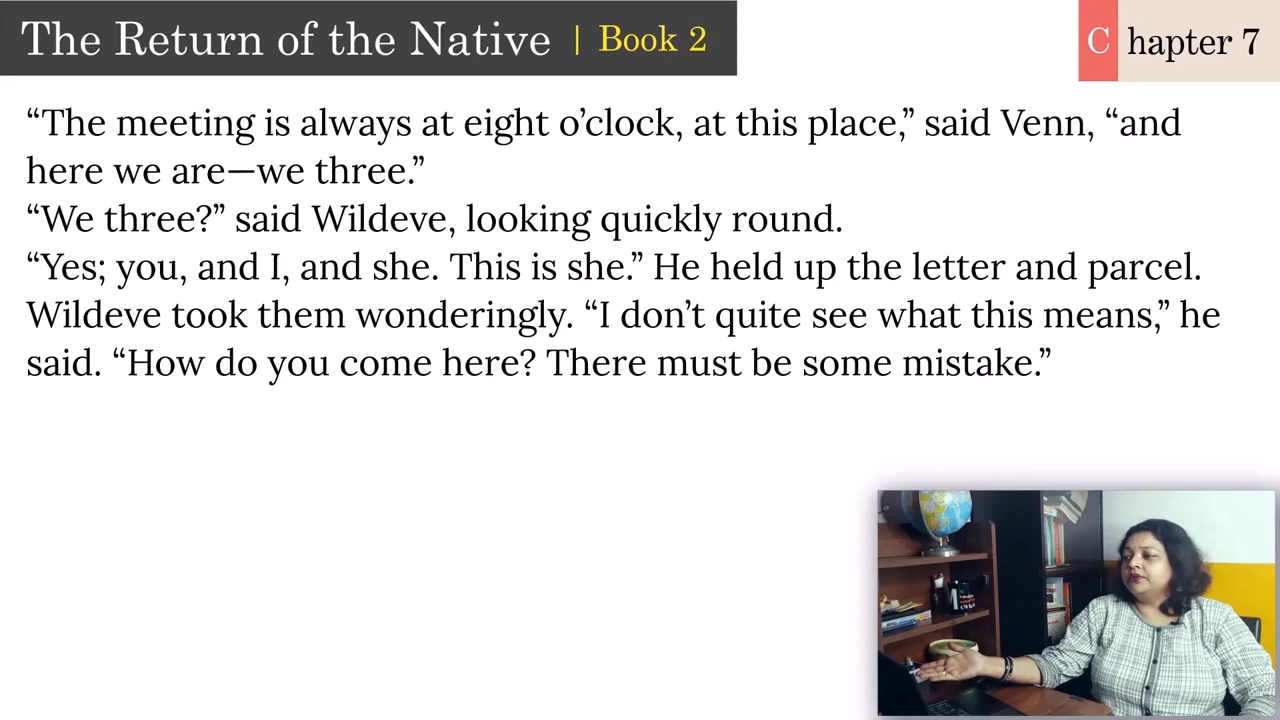 The Return of the Native | Book 2
Chapter 7
“The meeting is always at eight o’clock, at this place,” said Venn, “and
here we are—we three.”
“We three?” said Wildeve, looking quickly round.
“Yes; you, and I, and she. This is she.” He held up the letter and parcel.
Wildeve took them wonderingly. “I don’t quite see what this means,” he
said. “How do you come here? There must be some mistake.”